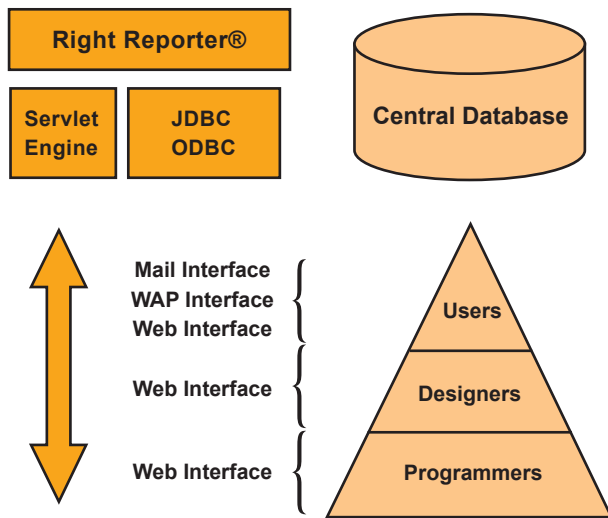 Right Reporter®
Servlet
Engine
JDBC
ODBC
Central Database
Mail Interface
WAP Interface
Web Interface
Users
Web Interface
Designers
Web Interface
Programmers